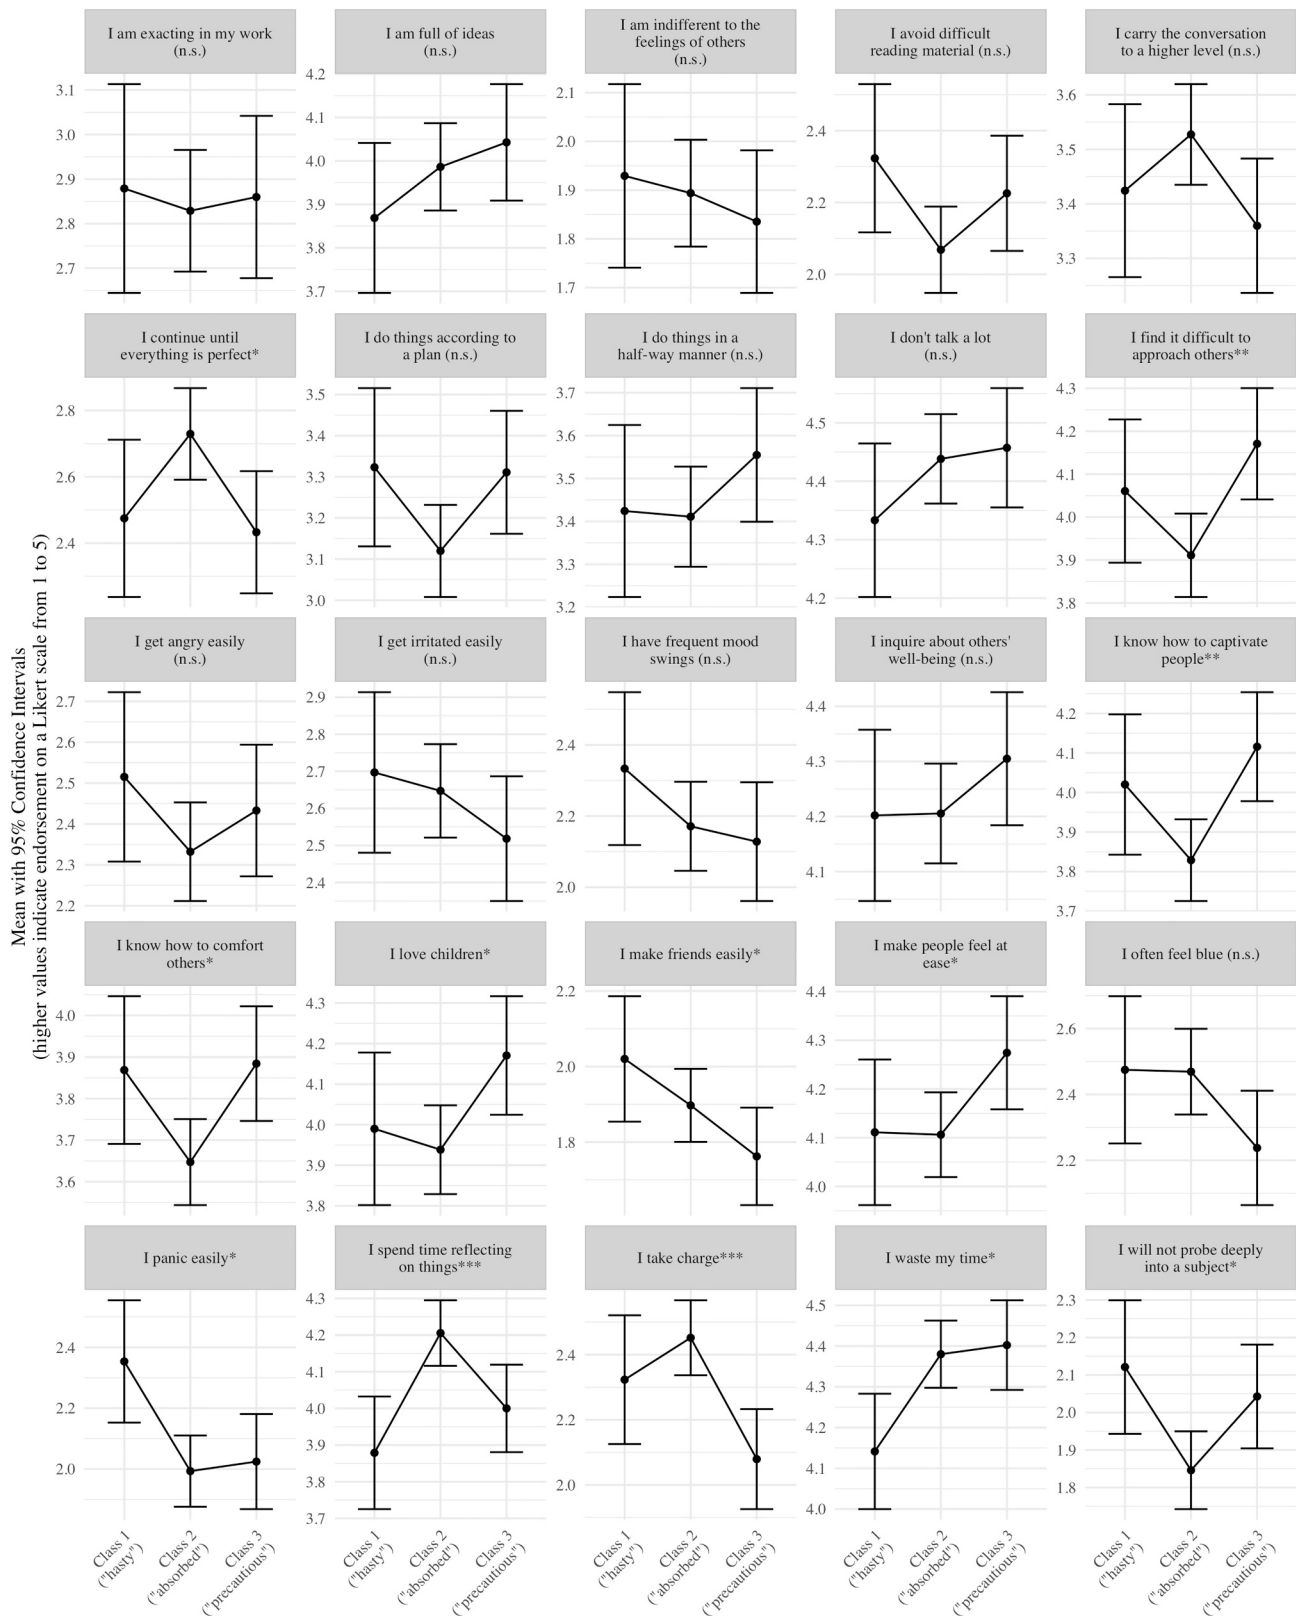 Mean with 95% Confidence Intervals
(higher values indicate endorsement on a Likert scale from 1 to 5)
I am exacting in my work
(n.s.)
3.1
3.0
2.9
2.8
2.7
I am full of ideas
(n.s.)
4.2
4.1
4.0
3.9
3.8
3.7
I am indifferent to the
feelings of others
(n.s.)
2.1
2.0
1.9
1.8
1.7
I avoid difficult
reading material (n.s.)
2.4
2.2
2.0
I carry the conversation
to a higher level (n.s.)
3.6
3.5
3.4
3.3
I continue until
everything is perfect*
2.8
2.6
2.4
I do things according to
a plan (n.s.)
3.5
3.4
3.3
3.2
3.1
3.0
I do things in a
half-way manner (n.s.)
3.7
3.6
3.5
3.4
3.3
3.2
I don't talk a lot
(n.s.)
4.5
4.4
4.3
4.2
I find it difficult to
approach others**
4.3
4.2
4.1
4.0
3.9
3.8
I get angry easily
(n.s.)
2.7
2.6
2.5
2.4
2.3
2.2
I get irritated easily
(n.s.)
2.9
2.8
2.7
2.6
2.5
2.4
I have frequent mood
swings (n.s.)
2.4
2.2
2.0
I inquire about others'
well-being (n.s.)
4.4
4.3
4.2
4.1
I know how to captivate
people**
4.2
4.1
4.0
3.9
3.8
3.7
I know how to comfort
others*
4.0
3.9
3.8
3.7
3.6
I love children*
4.3
4.2
4.1
4.0
3.9
3.8
I make friends easily*
2.2
2.0
1.8
I make people feel at
ease*
4.4
4.3
4.2
4.1
4.0
I often feel blue (n.s.)
2.6
2.4
2.2
I panic easily*
2.4
2.2
2.0
I spend time reflecting
on things***
4.3
4.2
4.1
4.0
3.9
3.8
3.7
I take charge***
2.4
2.2
2.0
I waste my time*
4.5
4.4
4.3
4.2
4.1
4.0
I will not probe deeply
into a subject*
2.3
2.2
2.1
2.0
1.9
1.8
Class 1
("hasty")
Class 2
("absorbed")
Class 3
("precautious")
Class 1
("hasty")
Class 2
("absorbed")
Class 3
("precautious")
Class 1
("hasty")
Class 2
("absorbed")
Class 3
("precautious")
Class 1
("hasty")
Class 2
("absorbed")
Class 3
("precautious")
Class 1
("hasty")
Class 2
("absorbed")
Class 3
("precautious")